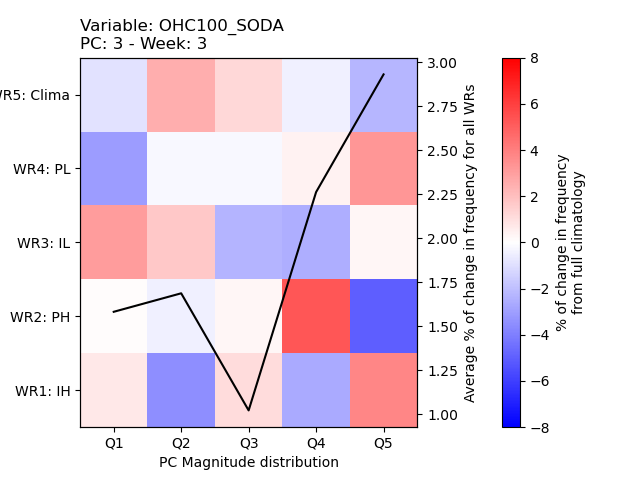 Variable: OHC100_SODA
PC: 3 - Week: 3
WR5: Clima
WR4: PL
WR3: IL
WR2: PH
WR1: IH
Q1 Q2 Q3 Q4 Q5
PC Magnitude distribution
3.00
2.75
2.50
2.25
2.00
1.75
1.50
1.25
1.00
Average % of change in frequency for all WRs
8
6
4
2
0
−2
−4
−6
−8
% of change in frequency
from full climatology